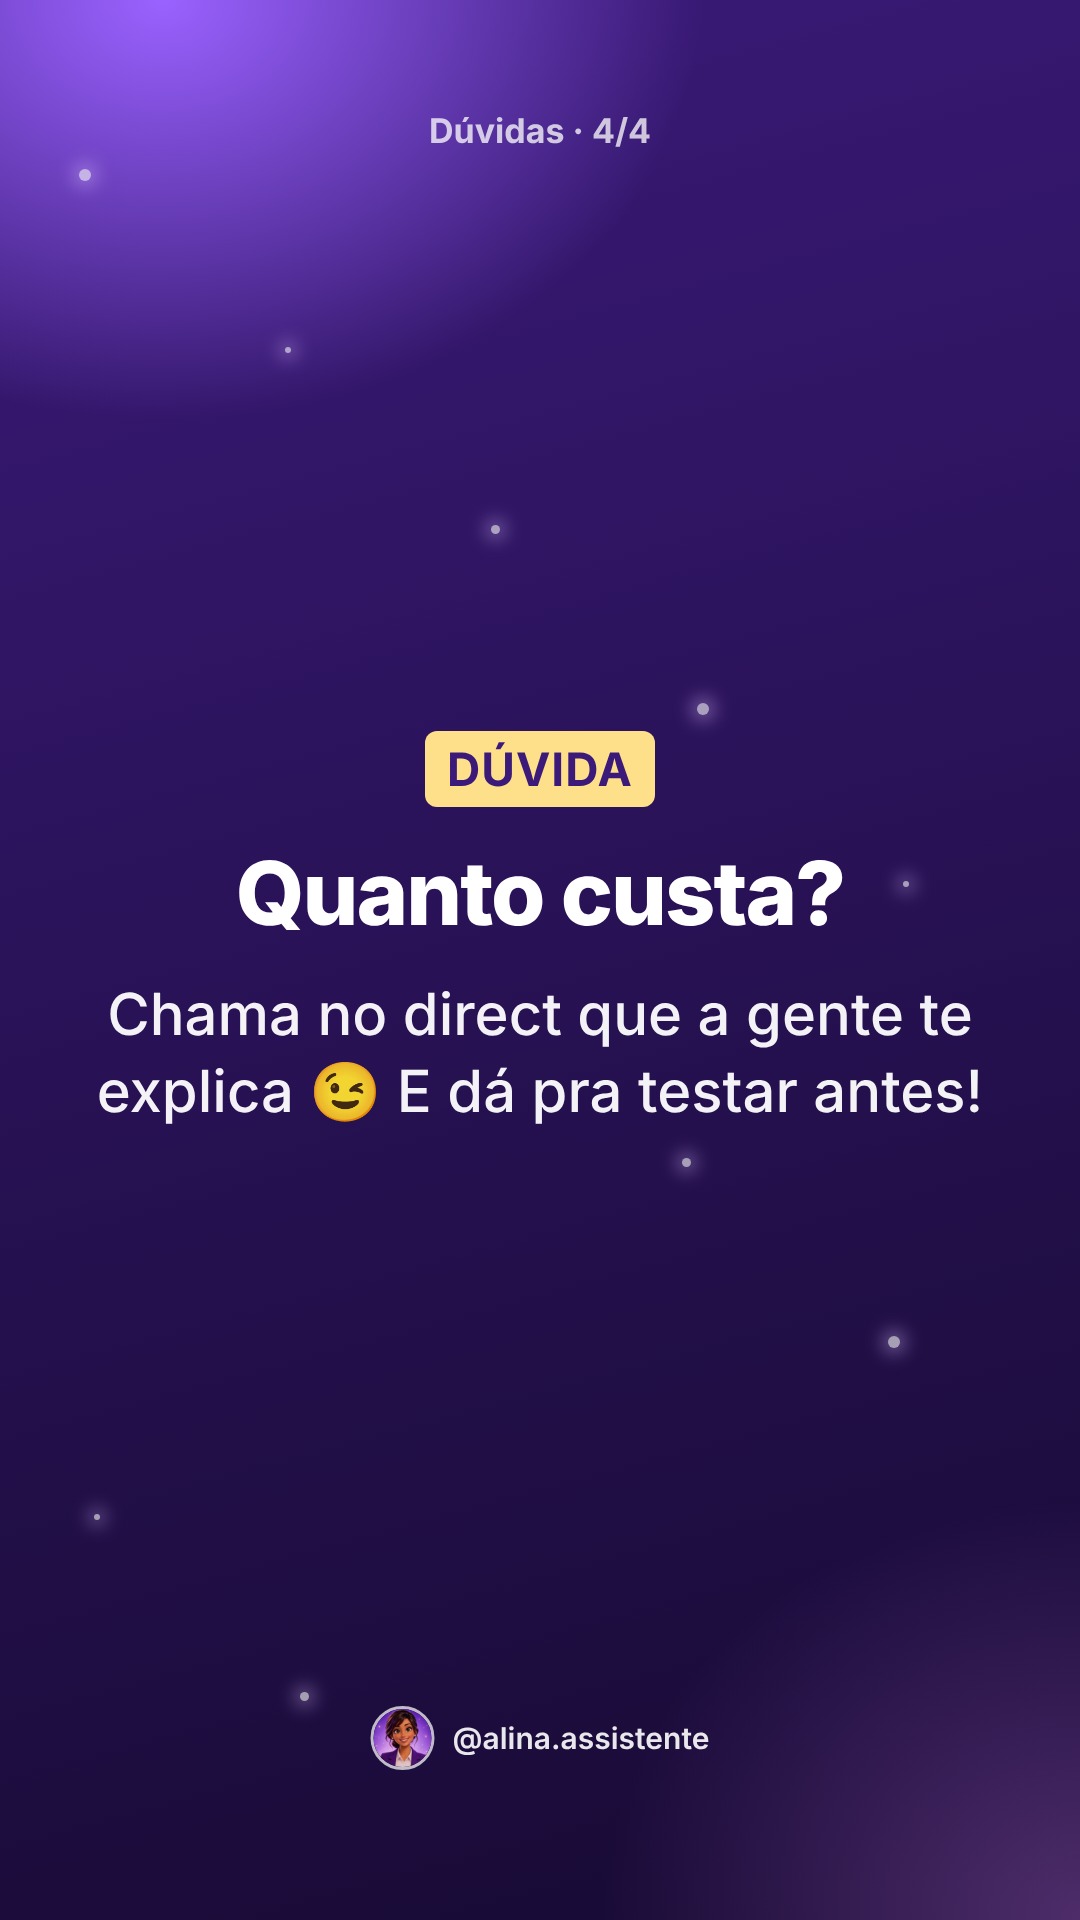 Dúvidas · 4/4
DÚVIDA
Quanto custa?
Chama no direct que a gente te
explica 😉 E dá pra testar antes!
@alina.assistente